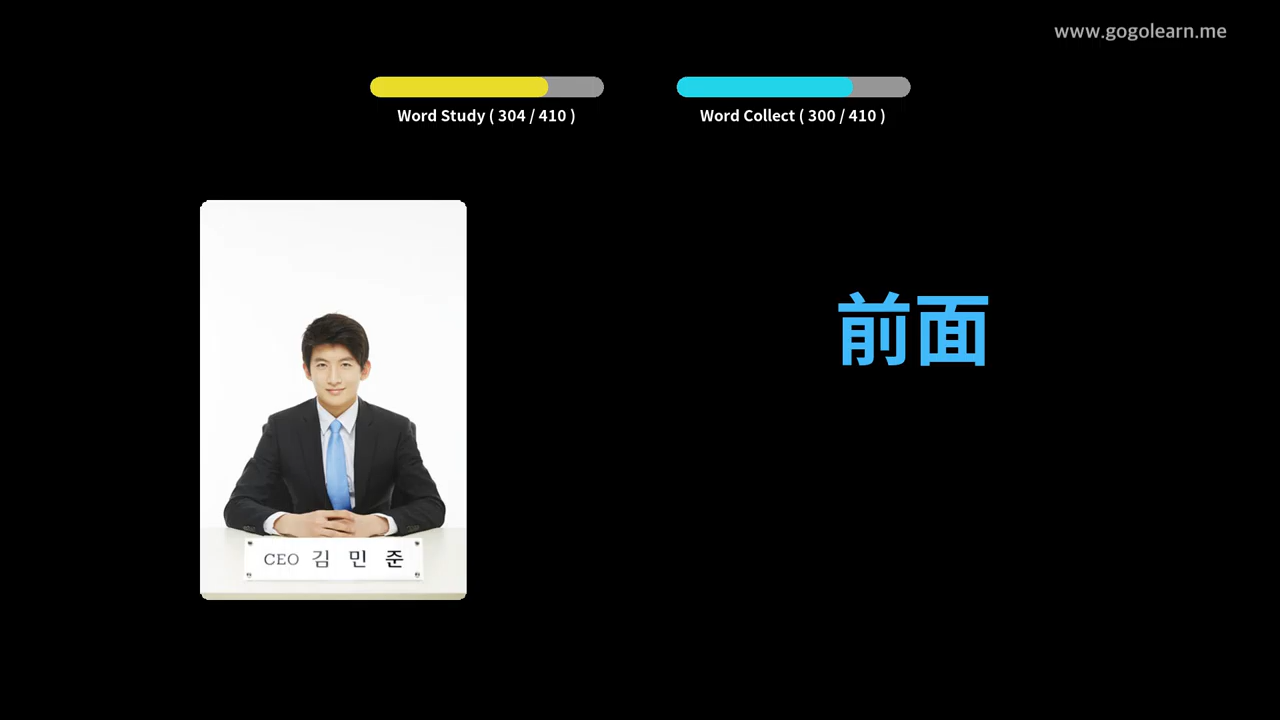 www.gogolearn.me
Word Study ( 304 / 410 )
Word Collect ( 300 / 410 )
前面
CEO 김 민 준